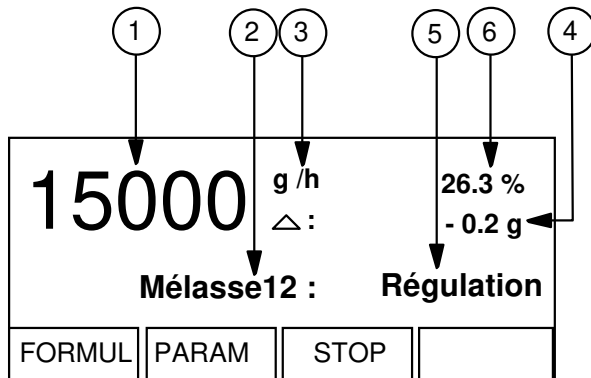 1 2 3 5 6 4
15000 g /h 26.3 %
△ : - 0.2 g
Mélasse12 : Régulation
FORMUL PARAM STOP